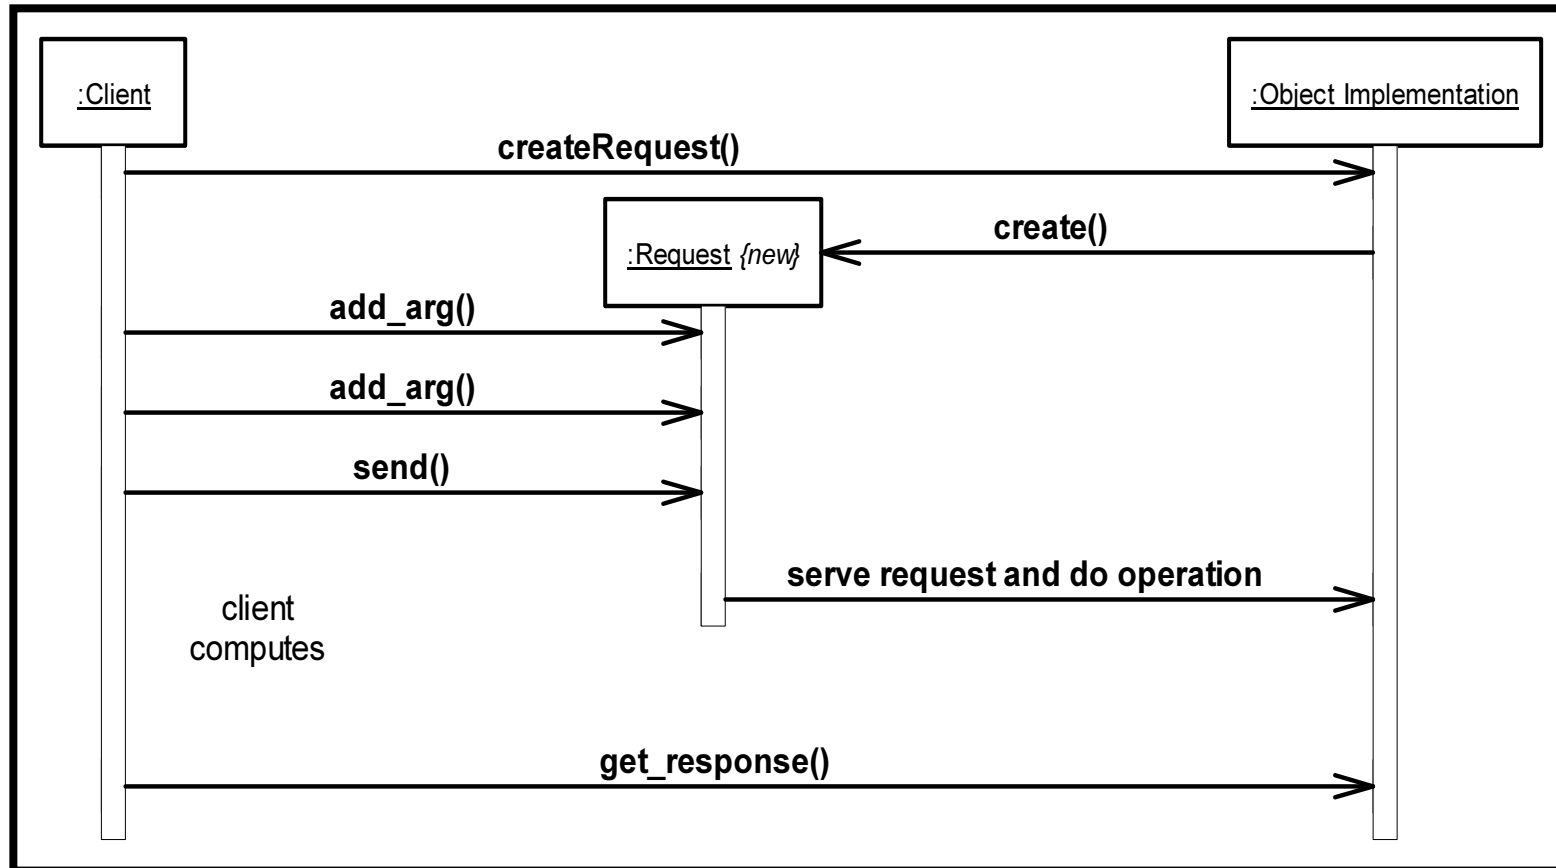 :Client
:Object Implementation
createRequest()
:Request {new}
create()
add_arg()
add_arg()
send()
serve request and do operation
client
computes
get_response()